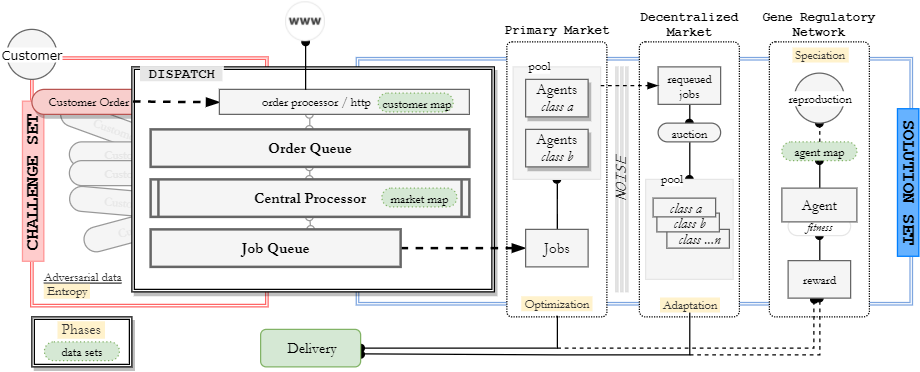 www
Customer
DISPATCH
Customer Order
order processor / http
customer map
Order Queue
Central Processor
market map
Job Queue
CHALLENGE SET
Adversarial data
Entropy
Phases
data sets
Delivery
Primary Market
pool
Agents
class a
Agents
class b
Jobs
Optimization
NOISE
Decentralized
Market
requeued
jobs
auction
pool
class a
class b
class ...n
Adaptation
Gene Regulatory
Network
Speciation
reproduction
agent map
Agent
fitness
reward
SOLUTION SET